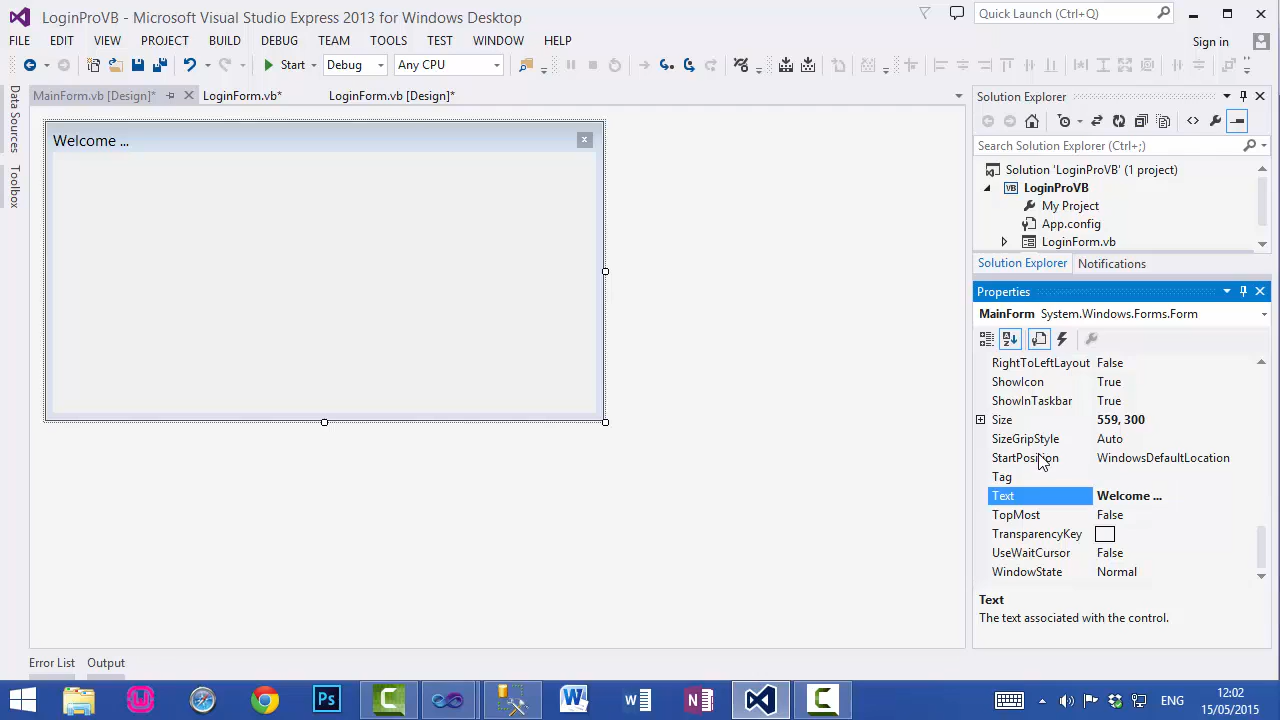 LoginProVB - Microsoft Visual Studio Express 2013 for Windows Desktop
Quick Launch (Ctrl+Q)
FILE EDIT VIEW PROJECT BUILD DEBUG TEAM TOOLS TEST WINDOW HELP
Sign in
Start Debug Any CPU
Data Sources
Toolbox
MainForm.vb [Design]* LoginForm.vb* LoginForm.vb [Design]*
Welcome ...
Solution Explorer
Search Solution Explorer (Ctrl+;)
Solution 'LoginProVB' (1 project)
VB LoginProVB
My Project
App.config
LoginForm.vb
Solution Explorer Notifications
Properties
MainForm System.Windows.Forms.Form
RightToLeftLayout False
ShowIcon True
ShowInTaskbar True
Size 559, 300
SizeGripStyle Auto
StartPosition WindowsDefaultLocation
Tag
Text Welcome ...
TopMost False
TransparencyKey
UseWaitCursor False
WindowState Normal
Text
The text associated with the control.
Error List Output
Ps
ENG
12:02
15/05/2015